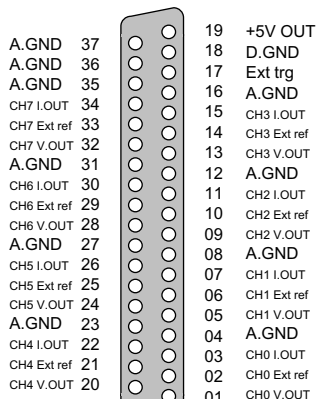 19 +5V OUT
A.GND 37
18 D.GND
A.GND 36
17 Ext trg
A.GND 35
16 A.GND
CH7 I.OUT 34
15 CH3 I.OUT
CH7 Ext ref 33
14 CH3 Ext ref
CH7 V.OUT 32
13 CH3 V.OUT
A.GND 31
12 A.GND
CH6 I.OUT 30
11 CH2 I.OUT
CH6 Ext ref 29
10 CH2 Ext ref
CH6 V.OUT 28
09 CH2 V.OUT
A.GND 27
08 A.GND
CH5 I.OUT 26
07 CH1 I.OUT
CH5 Ext ref 25
06 CH1 Ext ref
CH5 V.OUT 24
05 CH1 V.OUT
A.GND 23
04 A.GND
CH4 I.OUT 22
03 CH0 I.OUT
CH4 Ext ref 21
02 CH0 Ext ref
CH4 V.OUT 20
01 CH0 V.OUT